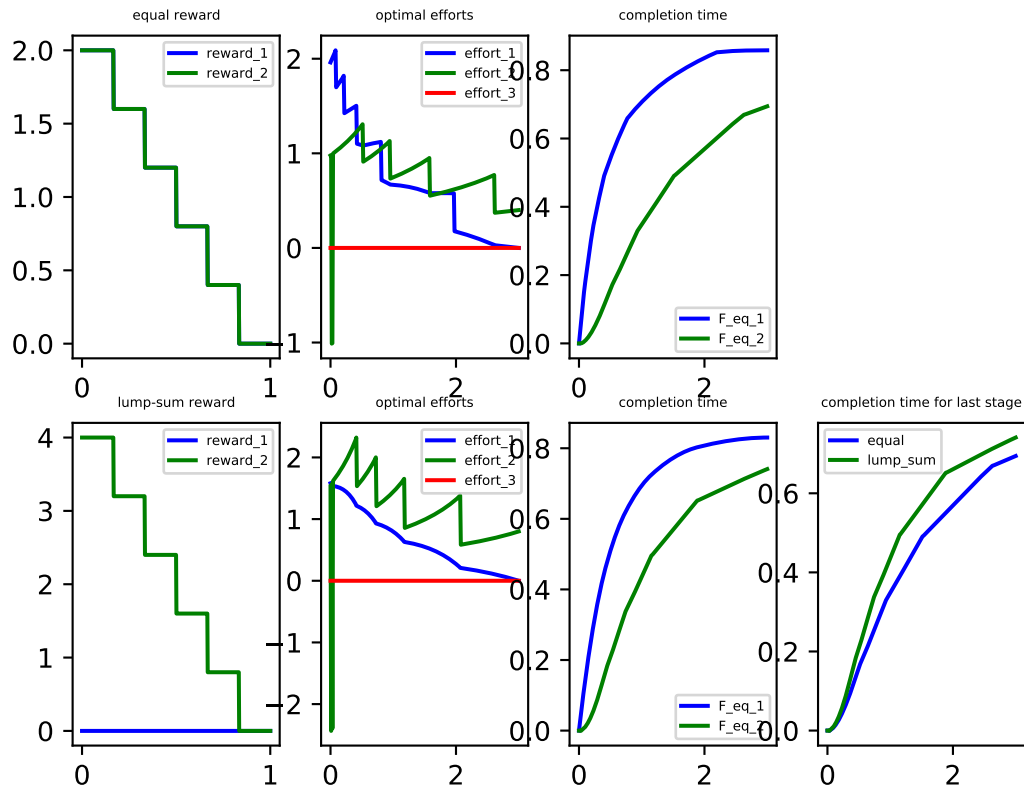 equal reward
reward_1
reward_2
2.0
1.5
1.0
0.5
0.0
0 1
optimal efforts
effort_1
effort_2
effort_3
2
1
0
−1
0 2
completion time
0.8
0.6
0.4
0.2
0.0
F_eq_1
F_eq_2
0 2
lump-sum reward
reward_1
reward_2
4
3
2
1
0
0 1
optimal efforts
effort_1
effort_2
effort_3
2
1
0
−1
−2
0 2
completion time
0.8
0.6
0.4
0.2
0.0
F_eq_1
F_eq_2
0 2
completion time for last stage
equal
lump_sum
0.6
0.4
0.2
0.0
0 2